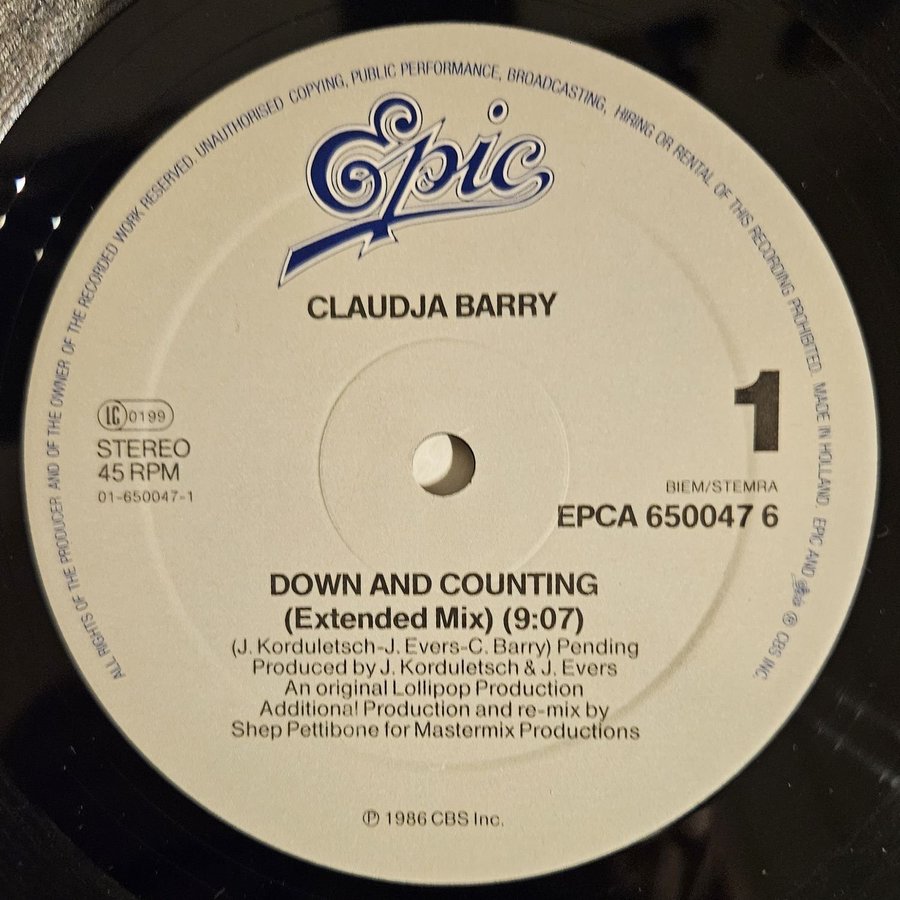 ALL RIGHTS OF THE PRODUCER AND OF THE OWNER OF THE RECORDED WORK RESERVED. UNAUTHORISED COPYING, PUBLIC PERFORMANCE, BROADCASTING, HIRING OR RENTAL OF THIS RECORDING PROHIBITED. MADE IN HOLLAND. EPIC AND Epic ® CBS INC.
Epic
CLAUDJA BARRY
1
LC 0199
STEREO
45 RPM
01-650047-1
BIEM/STEMRA
EPCA 650047 6
DOWN AND COUNTING
(Extended Mix) (9:07)
(J. Korduletsch-J. Evers-C. Barry) Pending
Produced by J. Korduletsch & J. Evers
An original Lollipop Production
Additional Production and re-mix by
Shep Pettibone for Mastermix Productions
℗ 1986 CBS Inc.